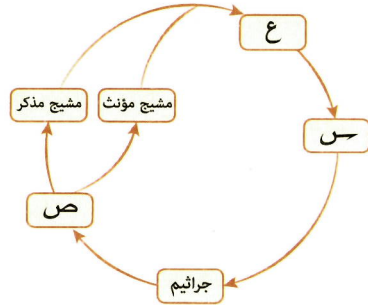 ع
مشيج مذكر
مشيج مؤنث
س
ص
جراثيم